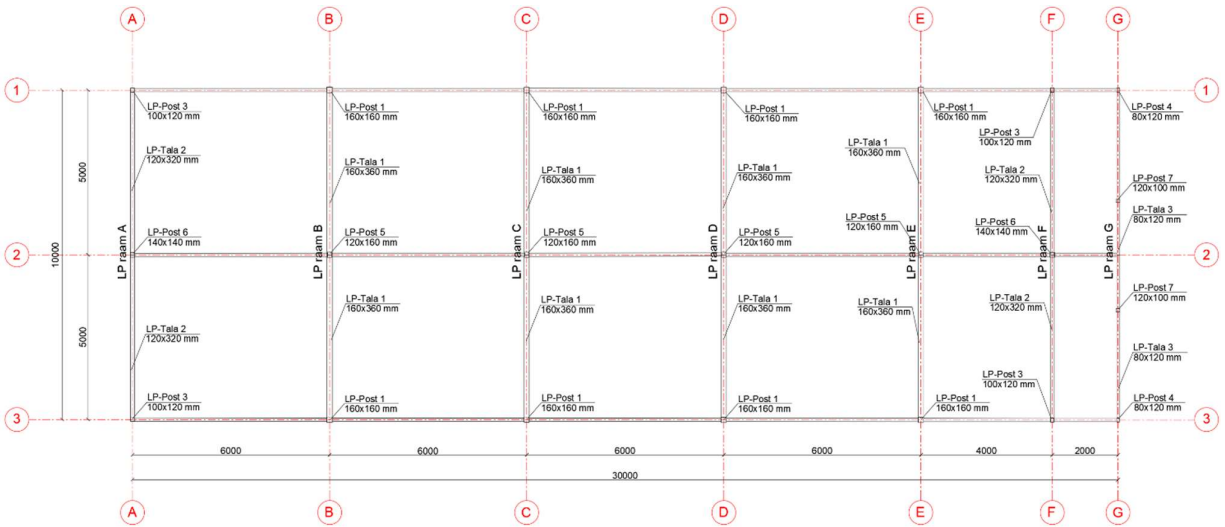 A B C D E F G
1 1
LP-Post 3
100x120 mm
LP-Post 1
160x160 mm
LP-Post 1
160x160 mm
LP-Post 1
160x160 mm
LP-Post 1
160x160 mm
LP-Post 3
100x120 mm
LP-Post 4
80x120 mm
LP-Tala 2
120x320 mm
LP-Tala 1
160x360 mm
LP-Tala 1
160x360 mm
LP-Tala 1
160x360 mm
LP-Tala 1
160x360 mm
LP-Tala 2
120x320 mm
LP-Post 7
120x100 mm
LP-Tala 3
80x120 mm
5000
10000
5000
LP raam A
LP raam B
LP raam C
LP raam D
LP raam E
LP raam F
LP raam G
2 2
LP-Post 6
140x140 mm
LP-Post 5
120x160 mm
LP-Post 5
120x160 mm
LP-Post 5
120x160 mm
LP-Post 5
120x160 mm
LP-Post 6
140x140 mm
LP-Tala 2
120x320 mm
LP-Tala 1
160x360 mm
LP-Tala 1
160x360 mm
LP-Tala 1
160x360 mm
LP-Tala 1
160x360 mm
LP-Tala 2
120x320 mm
LP-Post 7
120x100 mm
LP-Tala 3
80x120 mm
3 3
LP-Post 3
100x120 mm
LP-Post 1
160x160 mm
LP-Post 1
160x160 mm
LP-Post 1
160x160 mm
LP-Post 1
160x160 mm
LP-Post 3
100x120 mm
LP-Post 4
80x120 mm
6000 6000 6000 6000 4000 2000
30000
A B C D E F G